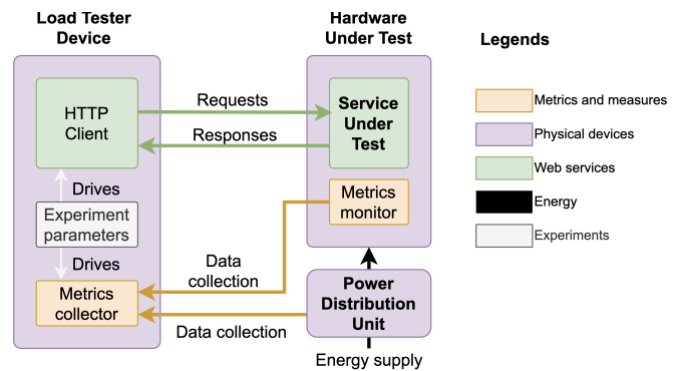 Load Tester
Device
Hardware
Under Test
Legends
HTTP
Client
Requests
Responses
Service
Under
Test
Drives
Experiment
parameters
Drives
Metrics
monitor
Data
collection
Metrics
collector
Data collection
Power
Distribution
Unit
Energy supply
Metrics and measures
Physical devices
Web services
Energy
Experiments